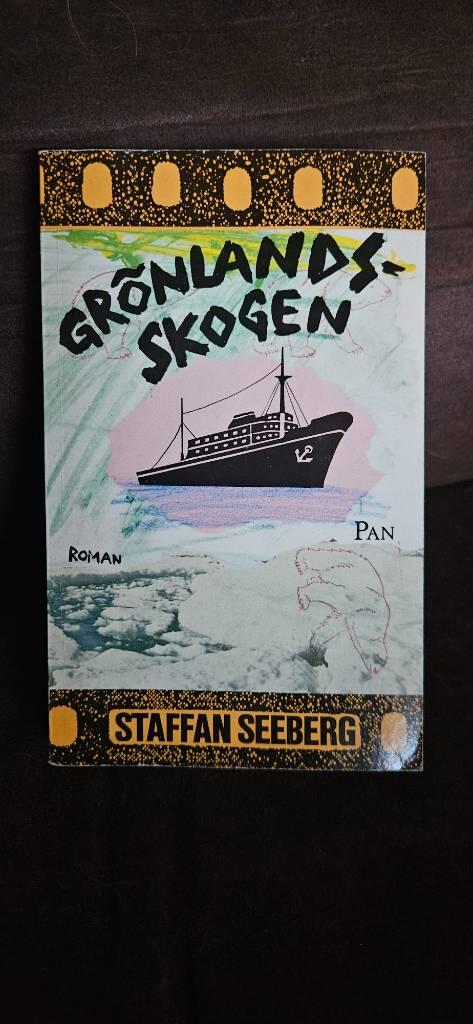 GRÖNLANDS-
SKOGEN
PAN
ROMAN
STAFFAN SEEBERG